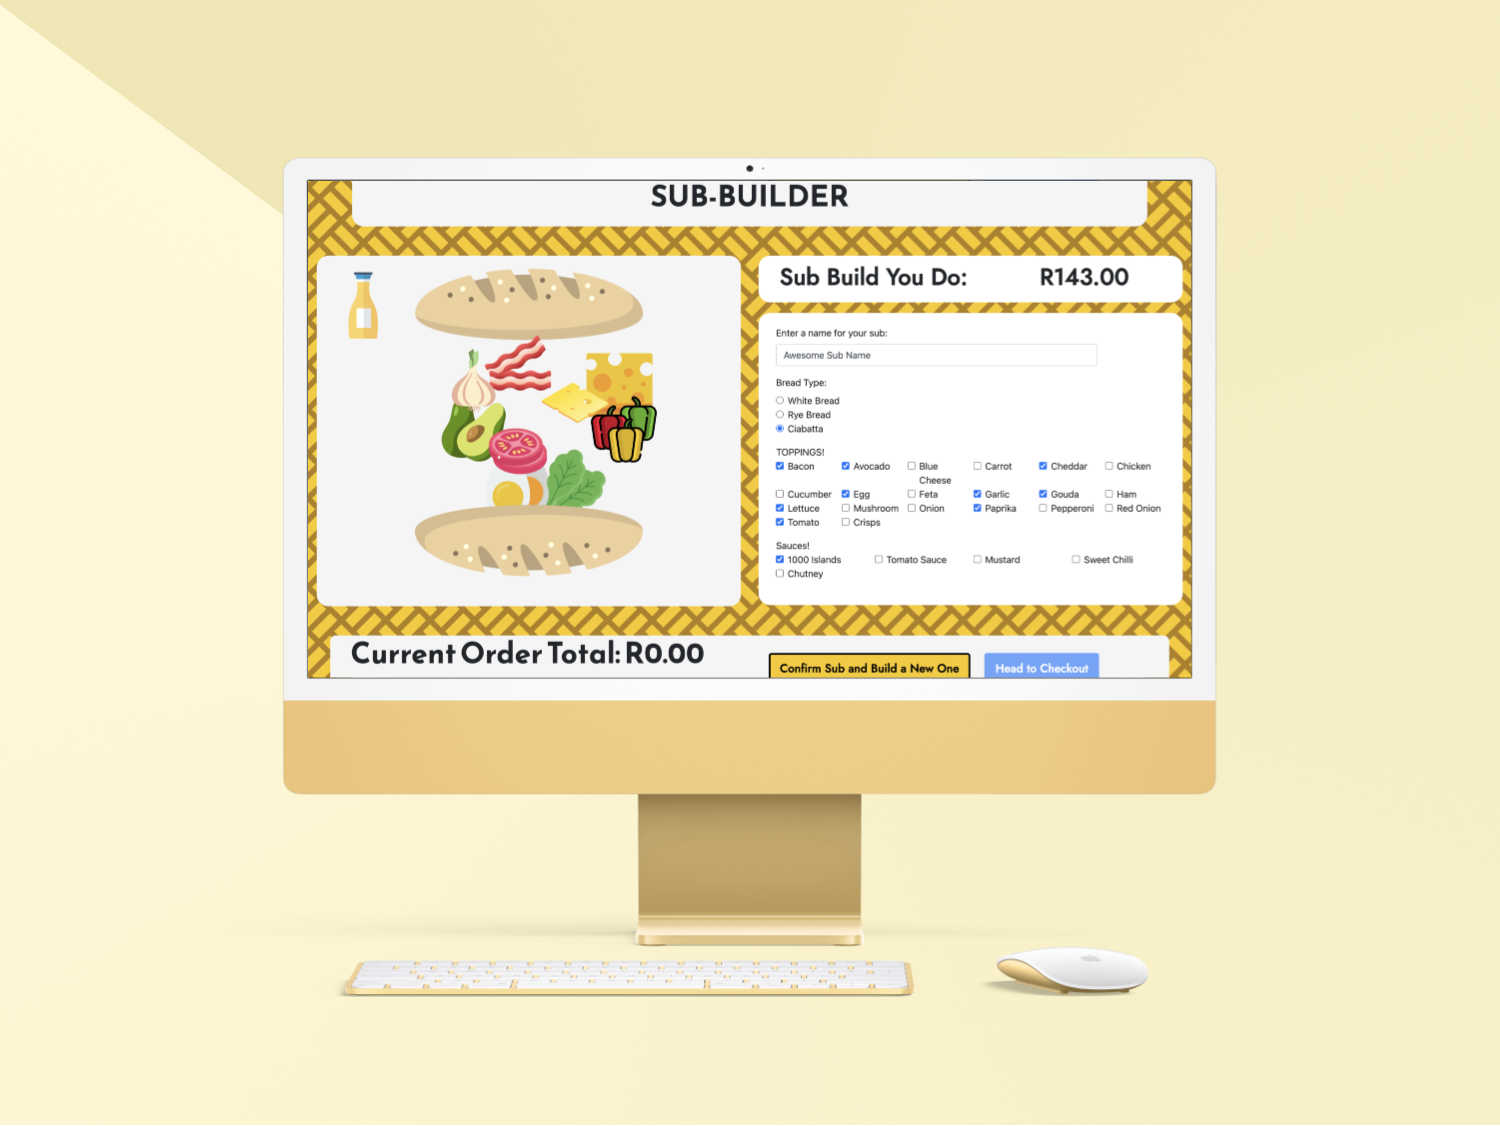 SUB-BUILDER
Sub Build You Do: R143.00
Enter a name for your sub:
Awesome Sub Name
Bread Type:
White Bread
Rye Bread
Ciabatta
TOPPINGS!
Bacon Avocado Blue Cheese Carrot Cheddar Chicken
Cucumber Egg Feta Garlic Gouda Ham
Lettuce Mushroom Onion Paprika Pepperoni Red Onion
Tomato Crisps
Sauces!
1000 Islands Tomato Sauce Mustard Sweet Chilli
Chutney
Current Order Total: R0.00
Confirm Sub and Build a New One Head to Checkout